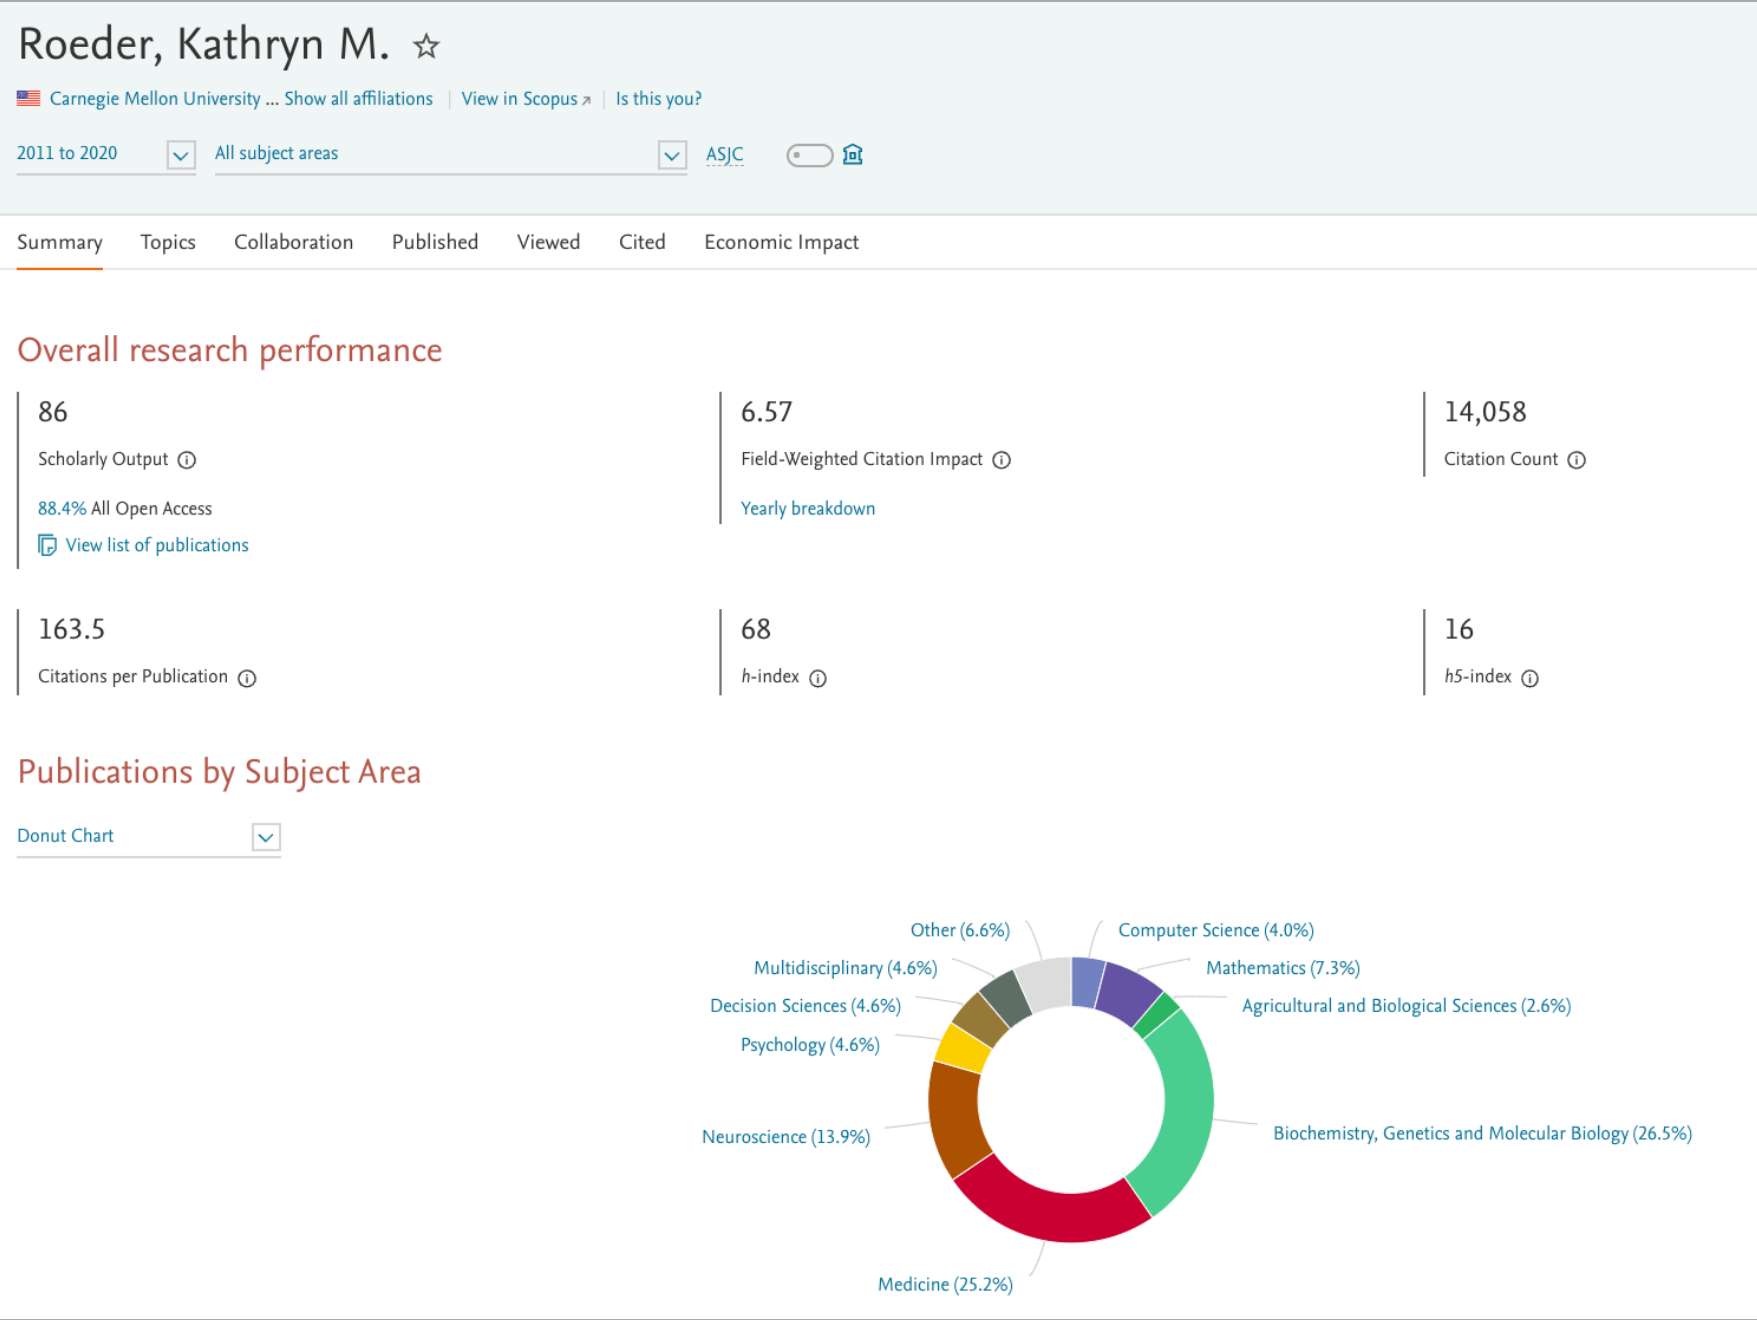 Roeder, Kathryn M.
Carnegie Mellon University ... Show all affiliations View in Scopus Is this you?
2011 to 2020 All subject areas ASJC
Summary Topics Collaboration Published Viewed Cited Economic Impact
Overall research performance
86 6.57 14,058
Scholarly Output Field-Weighted Citation Impact Citation Count
88.4% All Open Access Yearly breakdown
View list of publications
163.5 68 16
Citations per Publication h-index h5-index
Publications by Subject Area
Donut Chart
Other (6.6%) Computer Science (4.0%)
Multidisciplinary (4.6%) Mathematics (7.3%)
Decision Sciences (4.6%) Agricultural and Biological Sciences (2.6%)
Psychology (4.6%)
Neuroscience (13.9%) Biochemistry, Genetics and Molecular Biology (26.5%)
Medicine (25.2%)